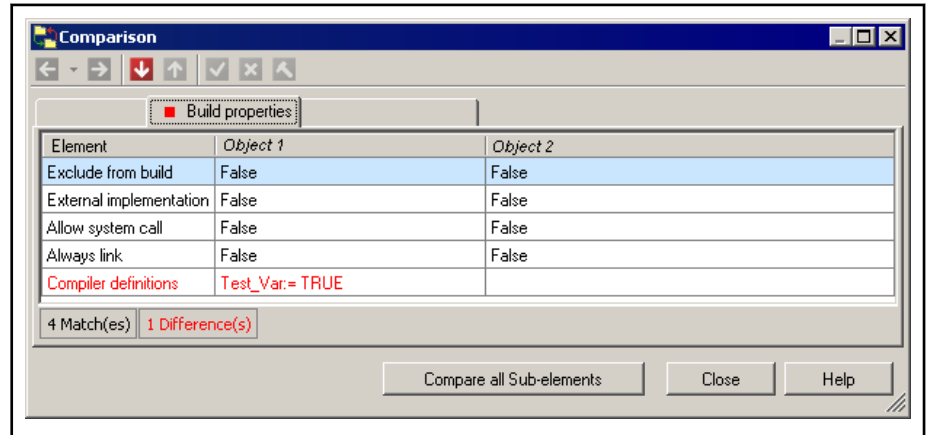 Comparison
Build properties
Element Object 1 Object 2
Exclude from build False False
External implementation False False
Allow system call False False
Always link False False
Compiler definitions Test_Var:= TRUE
4 Match(es) 1 Difference(s)
Compare all Sub-elements Close Help